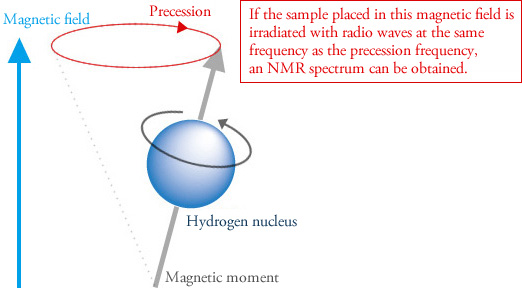 Precession
Magnetic field
If the sample placed in this magnetic field is
irradiated with radio waves at the same
frequency as the precession frequency,
an NMR spectrum can be obtained.
Hydrogen nucleus
Magnetic moment